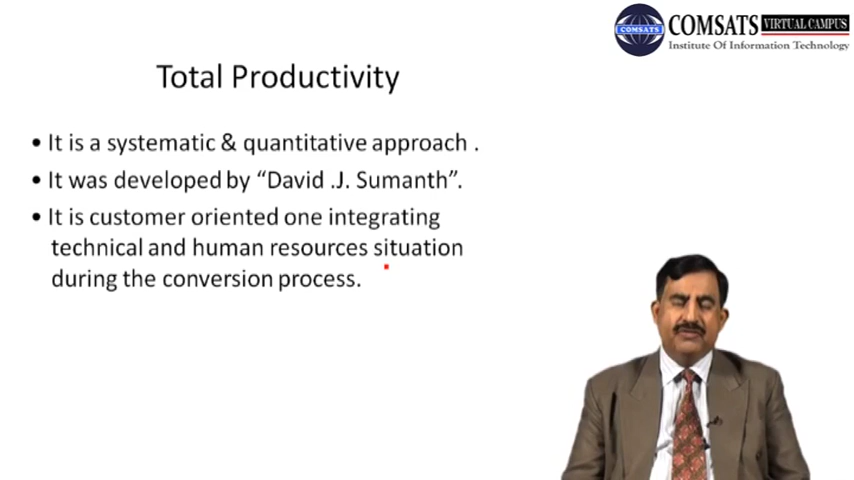 COMSATS VIRTUAL CAMPUS
COMSATS
Institute Of Information Technology
Total Productivity
• It is a systematic & quantitative approach .
• It was developed by “David .J. Sumanth”.
• It is customer oriented one integrating
technical and human resources situation
during the conversion process.